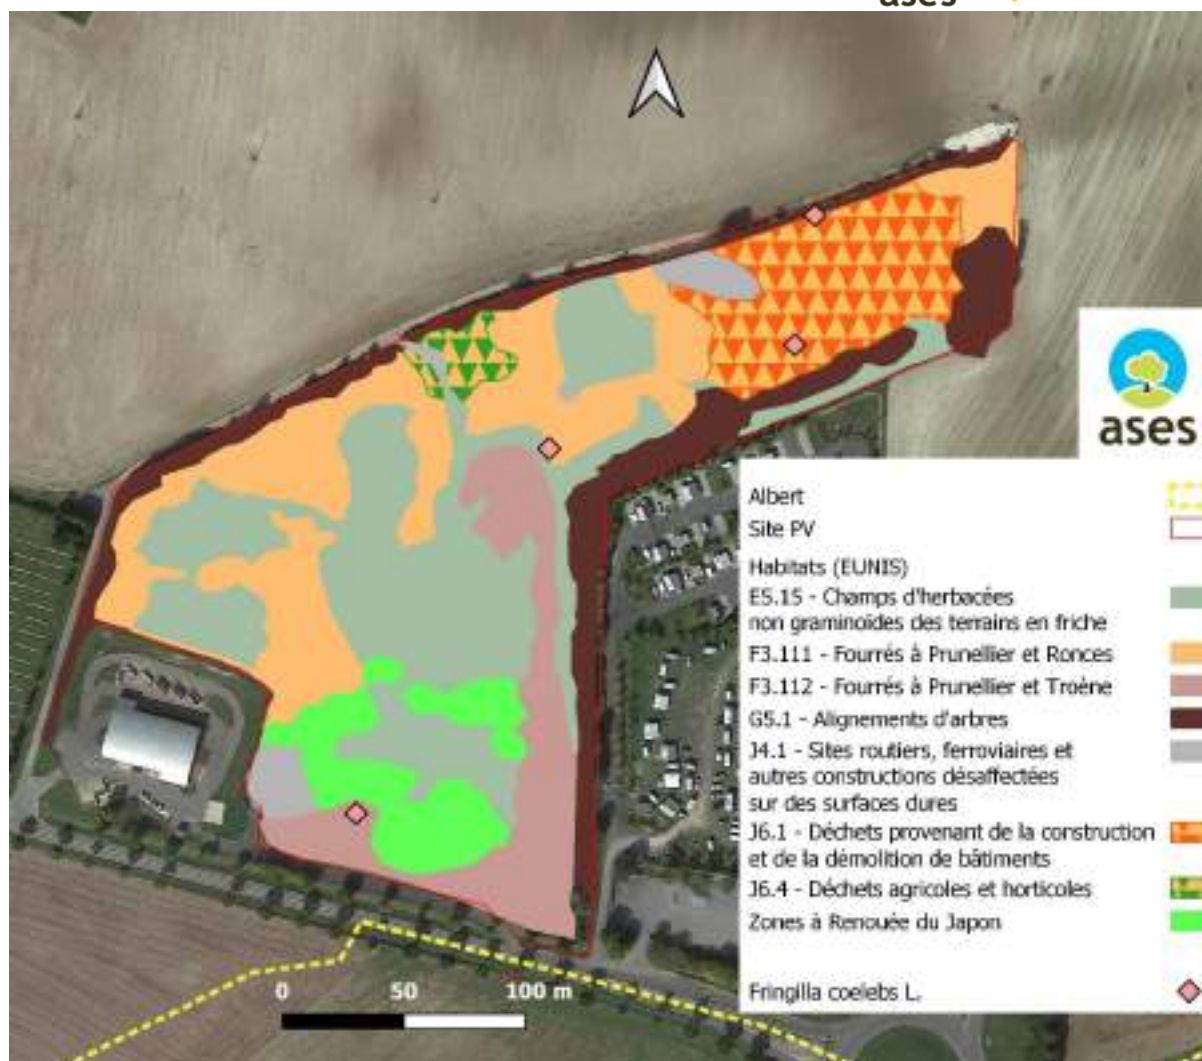 ases
ases
Albert
Site PV
Habitats (EUNIS)
E5.15 - Champs d'herbacées
non graminoïdes des terrains en friche
F3.111 - Fourrés à Prunellier et Ronces
F3.112 - Fourrés à Prunellier et Troène
G5.1 - Alignements d'arbres
J4.1 - Sites routiers, ferroviaires et
autres constructions désaffectées
sur des surfaces dures
J6.1 - Déchets provenant de la construction
et de la démolition de bâtiments
J6.4 - Déchets agricoles et horticoles
Zones à Renouée du Japon
Fringilla coelebs L.
0 50 100 m